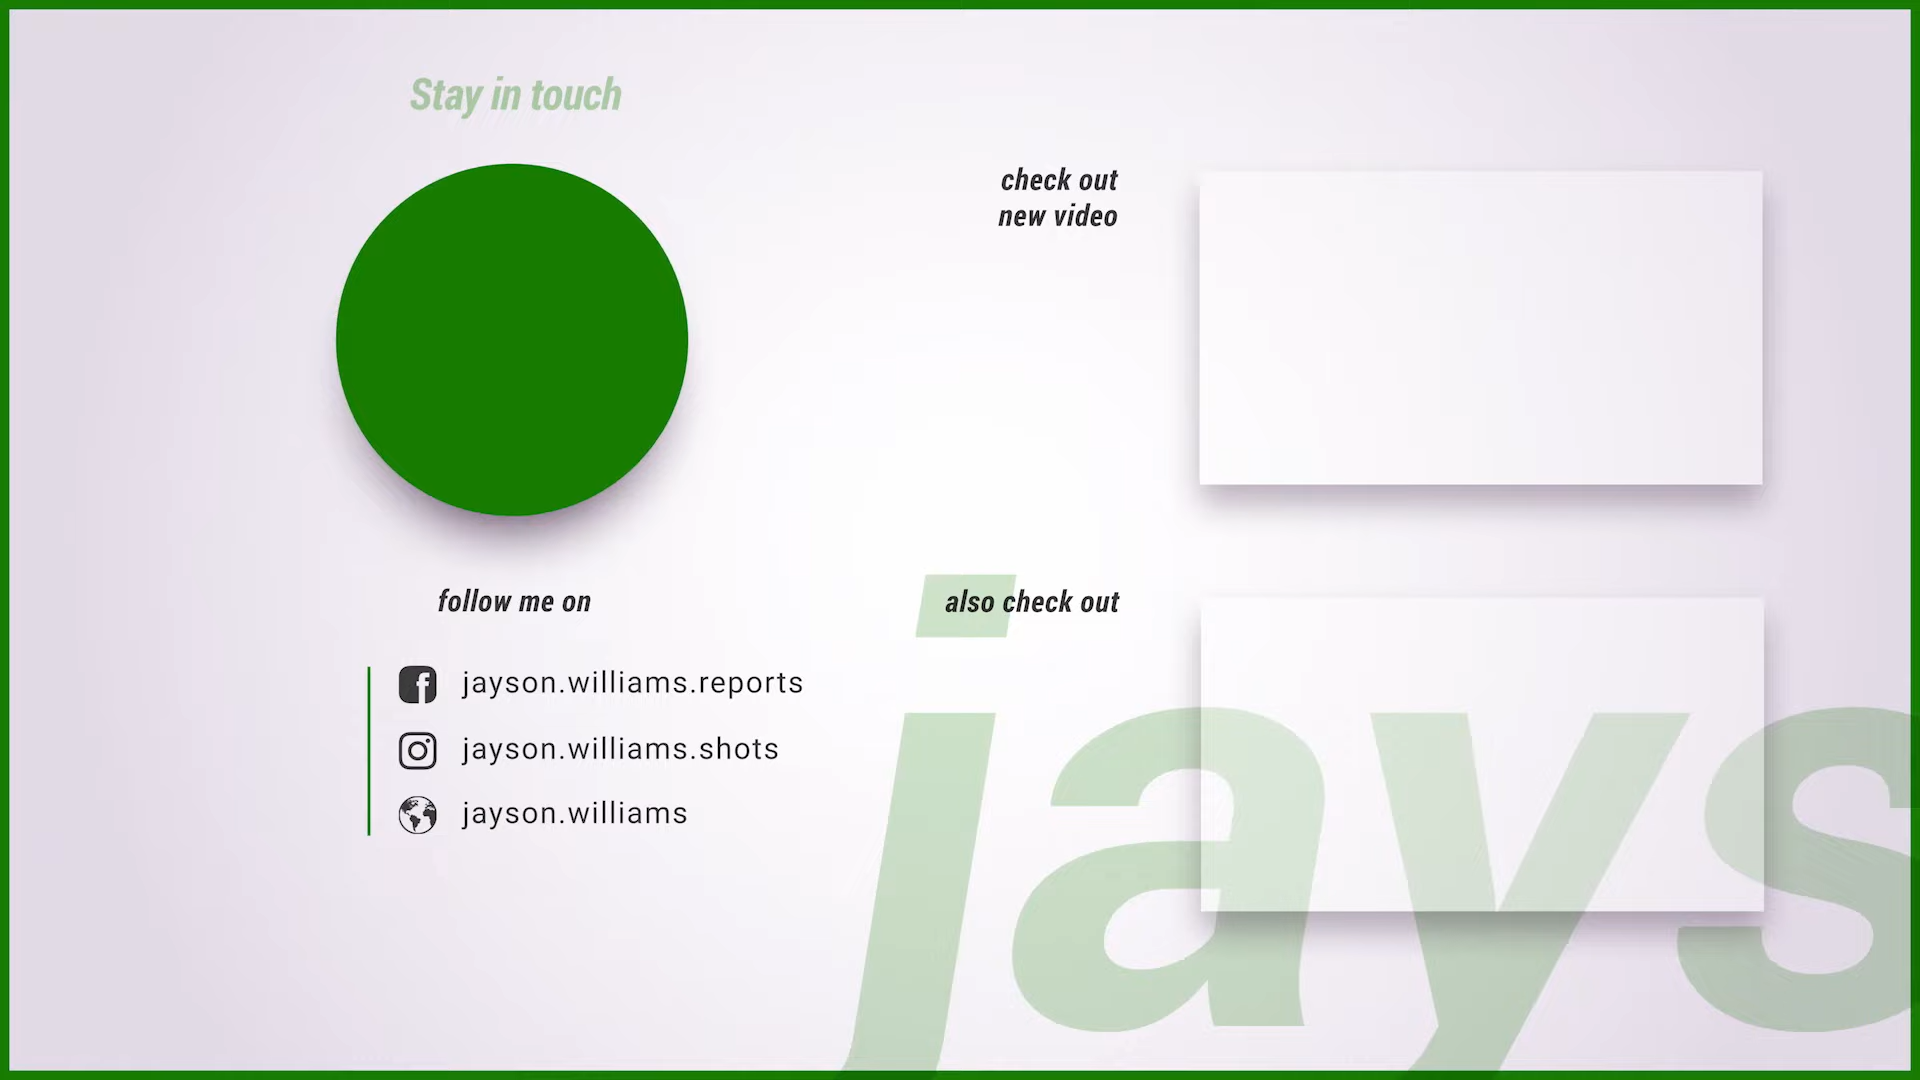 Stay in touch
check out
new video
follow me on
also check out
jayson.williams.reports
jayson.williams.shots
jayson.williams
jays